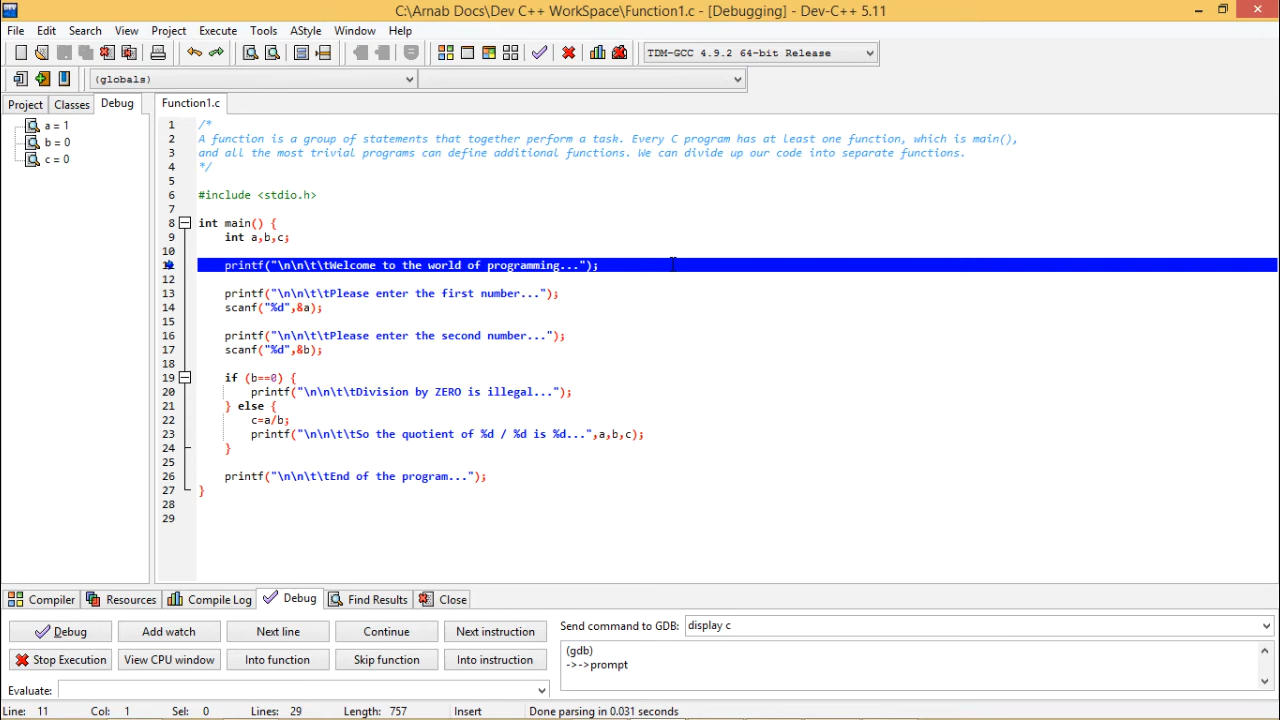 C:\Arnab Docs\Dev C++ WorkSpace\Function1.c - [Debugging] - Dev-C++ 5.11
File Edit Search View Project Execute Tools AStyle Window Help
TDM-GCC 4.9.2 64-bit Release
(globals)
Project Classes Debug Function1.c
a = 1
b = 0
c = 0
1 /*
2 A function is a group of statements that together perform a task. Every C program has at least one function, which is main(),
3 and all the most trivial programs can define additional functions. We can divide up our code into separate functions.
4 */
5
6 #include <stdio.h>
7
8 int main() {
9 int a,b,c;
10
printf("\n\n\t\tWelcome to the world of programming...");
12
13 printf("\n\n\t\tPlease enter the first number...");
14 scanf("%d",&a);
15
16 printf("\n\n\t\tPlease enter the second number...");
17 scanf("%d",&b);
18
19 if (b==0) {
20 printf("\n\n\t\tDivision by ZERO is illegal...");
21 } else {
22 c=a/b;
23 printf("\n\n\t\tSo the quotient of %d / %d is %d...",a,b,c);
24 }
25
26 printf("\n\n\t\tEnd of the program...");
27 }
28
29
Compiler Resources Compile Log Debug Find Results Close
Debug Add watch Next line Continue Next instruction Send command to GDB: display c
Stop Execution View CPU window Into function Skip function Into instruction
(gdb)
->->prompt
Evaluate:
Line: 11 Col: 1 Sel: 0 Lines: 29 Length: 757 Insert Done parsing in 0.031 seconds